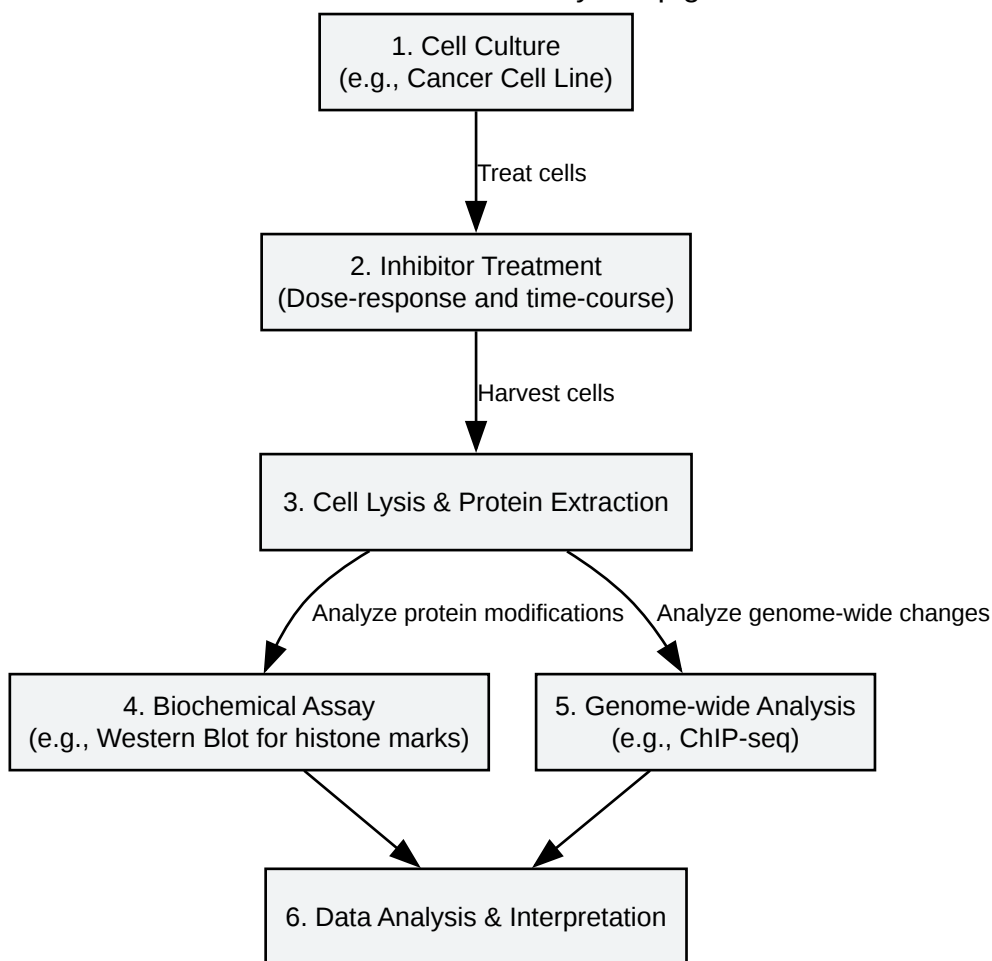 1. Cell Culture
(e.g., Cancer Cell Line)
Treat cells
2. Inhibitor Treatment
(Dose-response and time-course)
Harvest cells
3. Cell Lysis & Protein Extraction
Analyze protein modifications
Analyze genome-wide changes
4. Biochemical Assay
(e.g., Western Blot for histone marks)
5. Genome-wide Analysis
(e.g., ChIP-seq)
6. Data Analysis & Interpretation